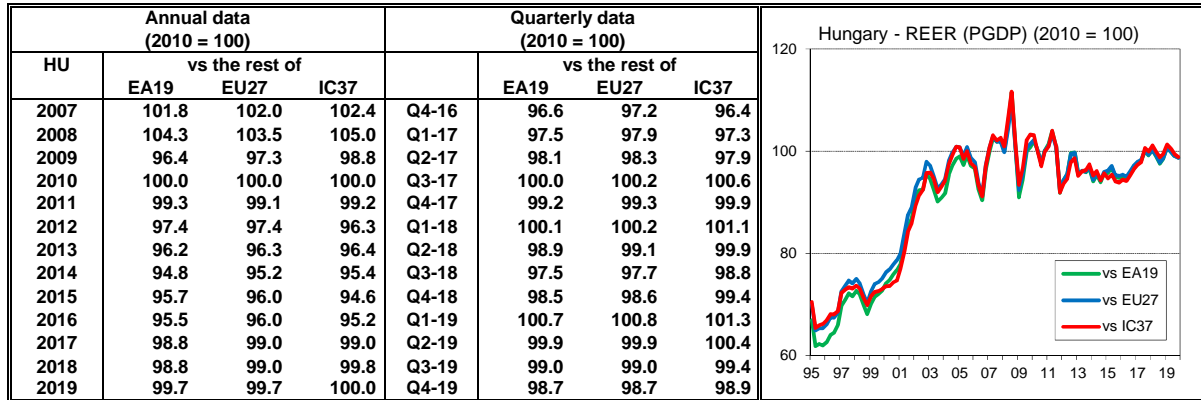 Annual data Quarterly data
(2010 = 100) (2010 = 100)
HU vs the rest of vs the rest of
EA19 EU27 IC37 EA19 EU27 IC37
2007 101.8 102.0 102.4 Q4-16 96.6 97.2 96.4
2008 104.3 103.5 105.0 Q1-17 97.5 97.9 97.3
2009 96.4 97.3 98.8 Q2-17 98.1 98.3 97.9
2010 100.0 100.0 100.0 Q3-17 100.0 100.2 100.6
2011 99.3 99.1 99.2 Q4-17 99.2 99.3 99.9
2012 97.4 97.4 96.3 Q1-18 100.1 100.2 101.1
2013 96.2 96.3 96.4 Q2-18 98.9 99.1 99.9
2014 94.8 95.2 95.4 Q3-18 97.5 97.7 98.8
2015 95.7 96.0 94.6 Q4-18 98.5 98.6 99.4
2016 95.5 96.0 95.2 Q1-19 100.7 100.8 101.3
2017 98.8 99.0 99.0 Q2-19 99.9 99.9 100.4
2018 98.8 99.0 99.8 Q3-19 99.0 99.0 99.4
2019 99.7 99.7 100.0 Q4-19 98.7 98.7 98.9
Hungary - REER (PGDP) (2010 = 100)
120
100
80
60
vs EA19
vs EU27
vs IC37
95 97 99 01 03 05 07 09 11 13 15 17 19